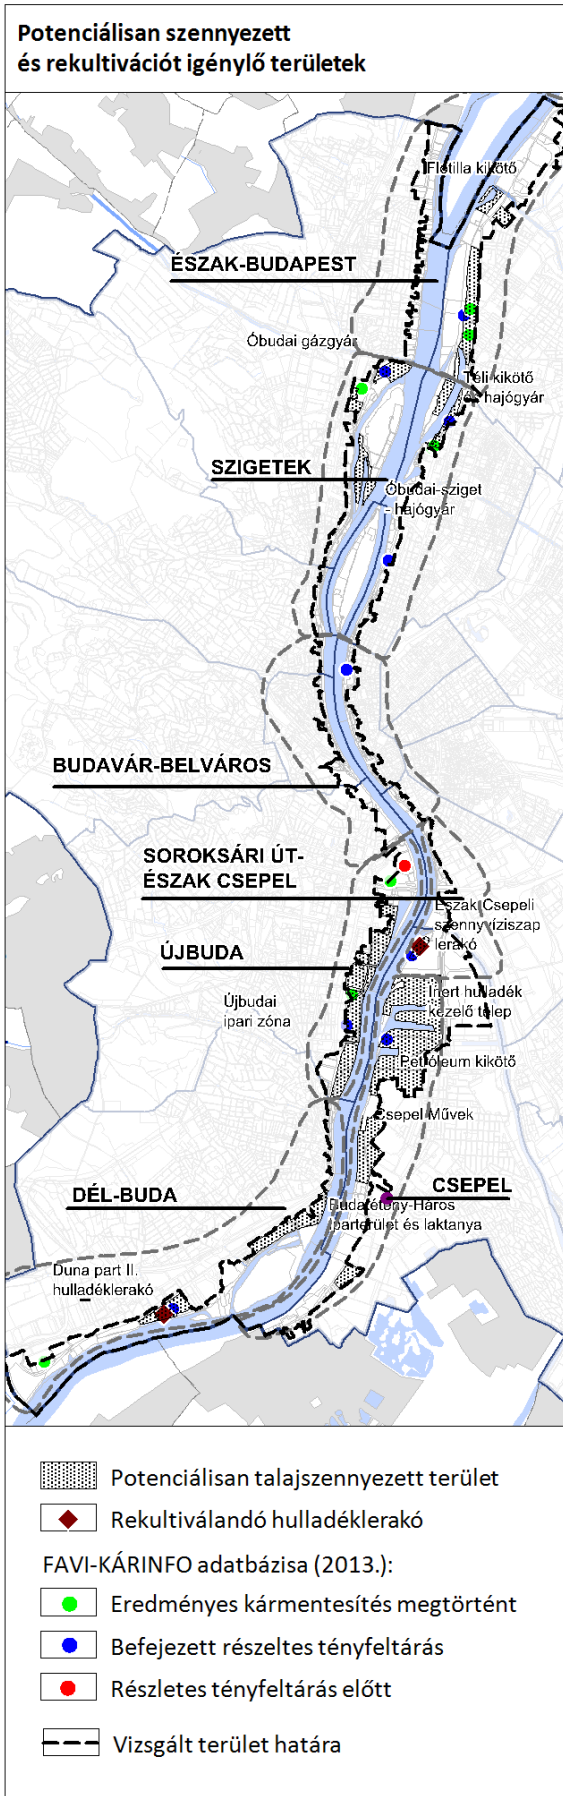 Potenciálisan szennyezett
és rekultivációt igénylő területek
Flotilla kikötő
ÉSZAK-BUDAPEST
Óbudai gázgyár
Téli kikötő
hajógyár
SZIGETEK
Óbudai-sziget
- hajógyár
BUDAVÁR-BELVÁROS
SOROKSÁRI ÚT-
ÉSZAK CSEPEL
Észak Csepeli
szennyvíziszap
lerakó
ÚJBUDA
Újbudai
ipari zóna
Inert hulladék
kezelő telep
Petróleum kikötő
Csepel Művek
CSEPEL
DÉL-BUDA
Budatétény-Háros
iparterület és laktanya
Duna part II.
hulladéklerakó
Potenciálisan talajszennyezett terület
Rekultiválandó hulladéklerakó
FAVI-KÁRINFO adatbázisa (2013.):
Eredményes kármentesítés megtörtént
Befejezett részeltes tényfeltárás
Részletes tényfeltárás előtt
Vizsgált terület határa